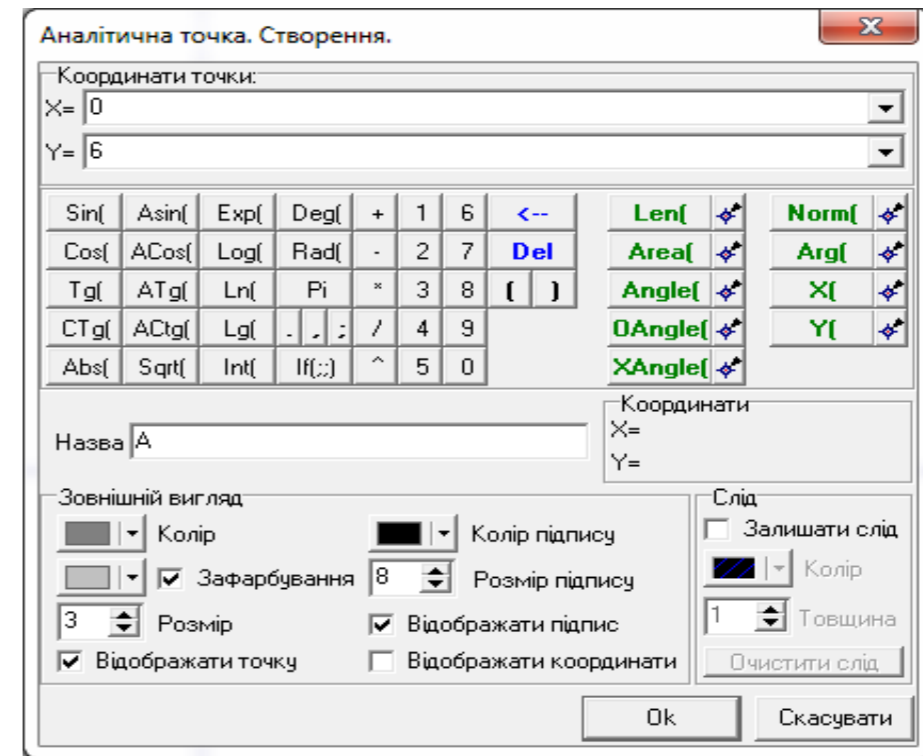 Аналітична точка. Створення.
Координати точки:
X= 0
Y= 6
Sin( Asin( Exp( Deg( + 1 6 <-- Len( Norm(
Cos( ACos( Log( Rad( - 2 7 Del Area( Arg(
Tg( ATg( Ln( Pi * 3 8 ( ) Angle( X(
CTg( ACtg( Lg( . , ; / 4 9 OAngle( Y(
Abs( Sqrt( Int( If(;;) ^ 5 0 XAngle(
Назва A
Координати
X=
Y=
Зовнішній вигляд
Колір Колір підпису
Зафарбування 8 Розмір підпису
3 Розмір Відображати підпис
Відображати точку Відображати координати
Слід
Залишати слід
Колір
1 Товщина
Очистити слід
Ok Скасувати